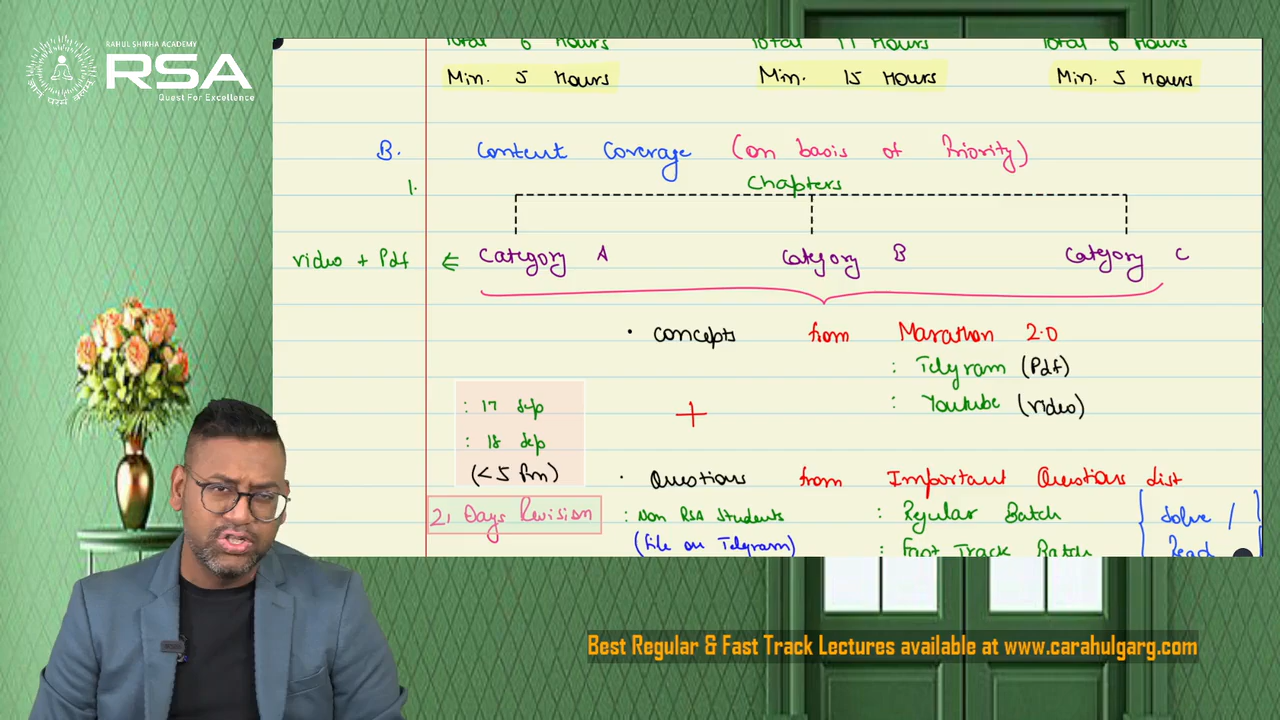 RAHUL SHIKHA ACADEMY
RSA
Quest For Excellence
Total 6 Hours
Total 11 Hours
Total 6 Hours
Min. 5 Hours
Min. 15 Hours
Min. 5 Hours
B. Content Coverage (on basis of Priority)
1. Chapters
Video + Pdf ⇐ Category A
Category B
Category C
• Concepts from Marathon 2.0
: Telegram (Pdf)
: Youtube (Video)
+
: 17 Sep
: 18 Sep
(< 5 Pm)
2, Days Revision
• Questions from Important Questions List
: Non RSA Students
(File on Telegram)
: Regular Batch
: Fast Track Batch
Solve /
Read
Best Regular & Fast Track Lectures available at www.carahulgarg.com